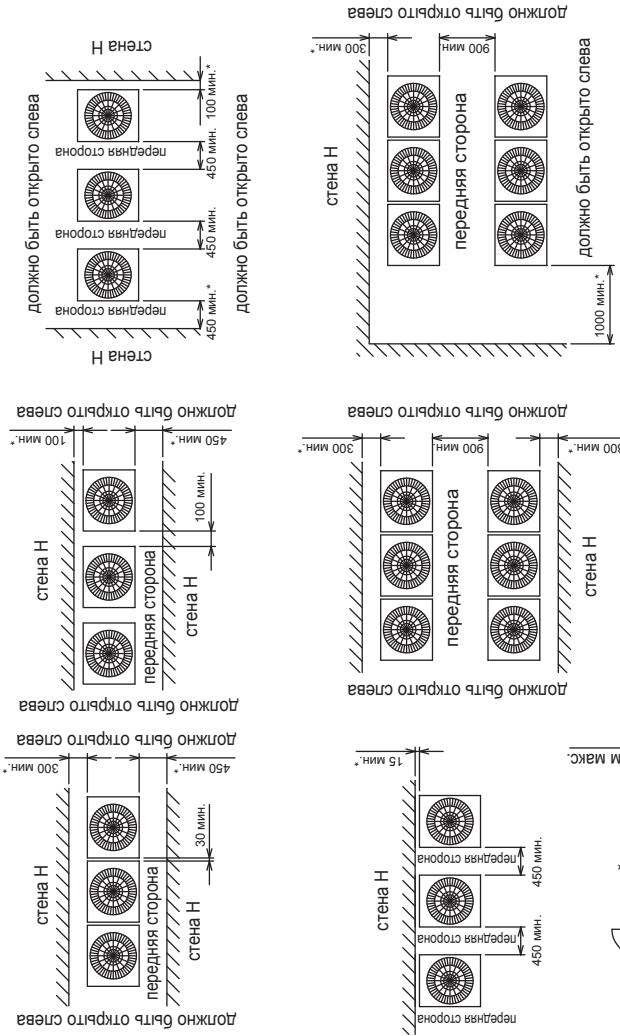 должно быть открыто слева
стена Н
передняя сторона
передняя сторона
передняя сторона
стена Н
450 мин.*
450 мин.
450 мин.
100 мин.*
должно быть открыто слева
должно быть открыто слева
300 мин.*
900 мин.
стена Н
передняя сторона
1000 мин.*
должно быть открыто слева
должно быть открыто слева
100 мин.*
450 мин.*
стена Н
100 мин.
передняя сторона
стена Н
должно быть открыто слева
должно быть открыто слева
300 мин.*
900 мин.
передняя сторона
стена Н
должно быть открыто слева
должно быть открыто слева
300 мин.*
450 мин.*
стена Н
30 мин.
передняя сторона
стена Н
должно быть открыто слева
15 мин.*
стена Н
передняя сторона
передняя сторона
передняя сторона
450 мин.
450 мин.
м макс.